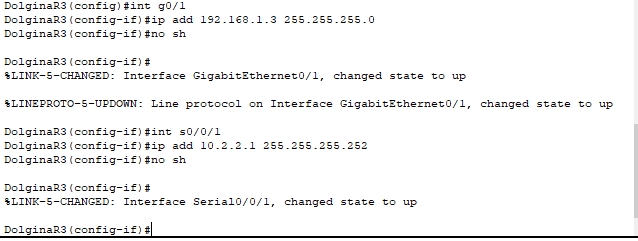 DolginaR3(config)#int g0/1
DolginaR3(config-if)#ip add 192.168.1.3 255.255.255.0
DolginaR3(config-if)#no sh
DolginaR3(config-if)#
%LINK-5-CHANGED: Interface GigabitEthernet0/1, changed state to up
%LINEPROTO-5-UPDOWN: Line protocol on Interface GigabitEthernet0/1, changed state to up
DolginaR3(config-if)#int s0/0/1
DolginaR3(config-if)#ip add 10.2.2.1 255.255.255.252
DolginaR3(config-if)#no sh
DolginaR3(config-if)#
%LINK-5-CHANGED: Interface Serial0/0/1, changed state to up
DolginaR3(config-if)#